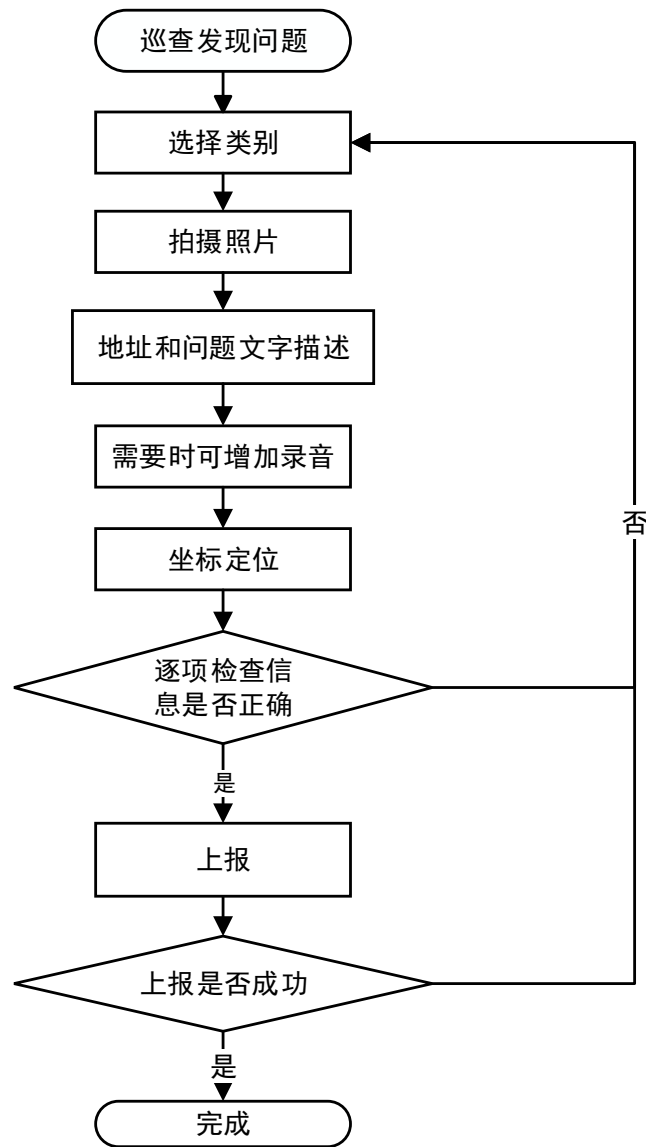 巡查发现问题
选择类别
拍摄照片
地址和问题文字描述
需要时可增加录音
否
坐标定位
逐项检查信
息是否正确
是
上报
上报是否成功
是
完成